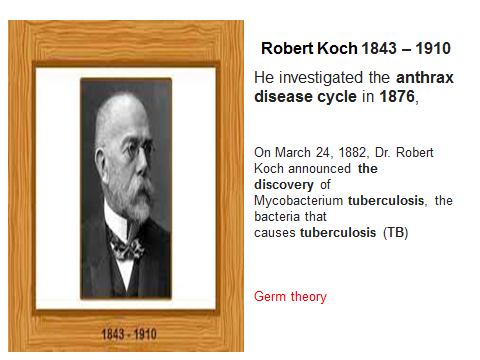 Robert Koch 1843 – 1910
He investigated the anthrax
disease cycle in 1876,
On March 24, 1882, Dr. Robert
Koch announced the
discovery of
Mycobacterium tuberculosis, the
bacteria that
causes tuberculosis (TB)
Germ theory
1843 - 1910